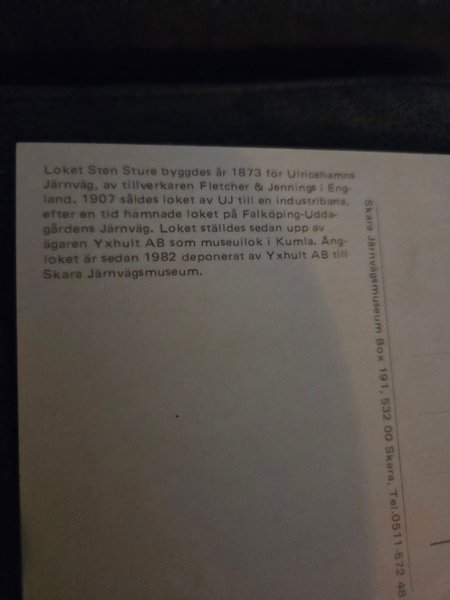 Loket Sten Sture byggdes år 1873 för Ulricehamns
Järnväg, av tillverkaren Fletcher & Jennings i Eng-
land. 1907 såldes loket av UJ till en industribana,
efter en tid hamnade loket på Falköping-Udda-
gårdens Järnväg. Loket ställdes sedan upp av
ägaren Yxhult AB som museilok i Kumla. Ång-
loket är sedan 1982 deponerat av Yxhult AB till
Skara Järnvägsmuseum.
Skara Järnvägsmuseum Box 191, 532 00 Skara. Tel.0511-572 48